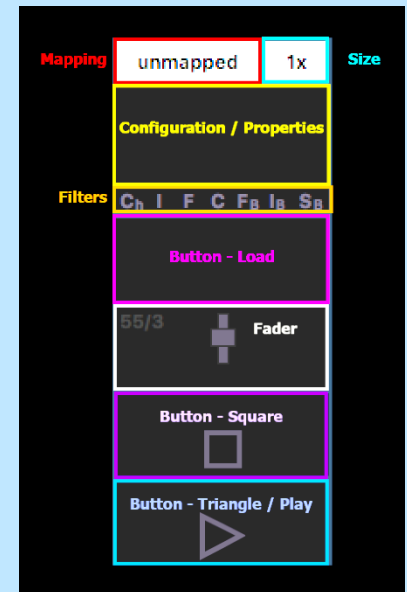 Mapping unmapped 1x Size
Configuration / Properties
Filters Ch I F C FB IB SB
Button - Load
55/3 Fader
Button - Square
Button - Triangle / Play